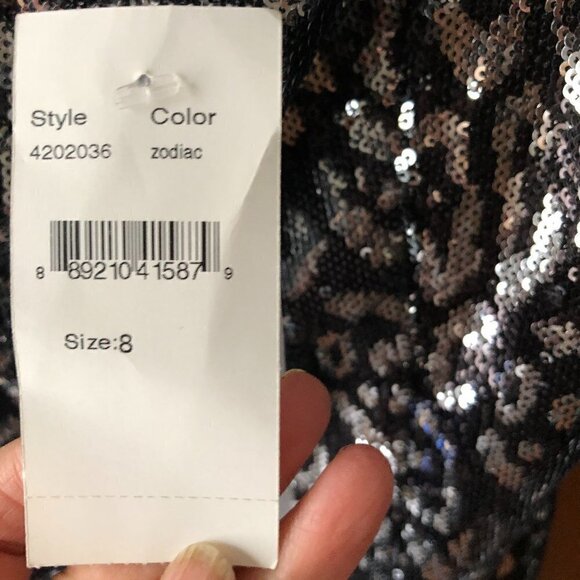 Style Color
4202036 zodiac
8 89210 41587 9
Size:8